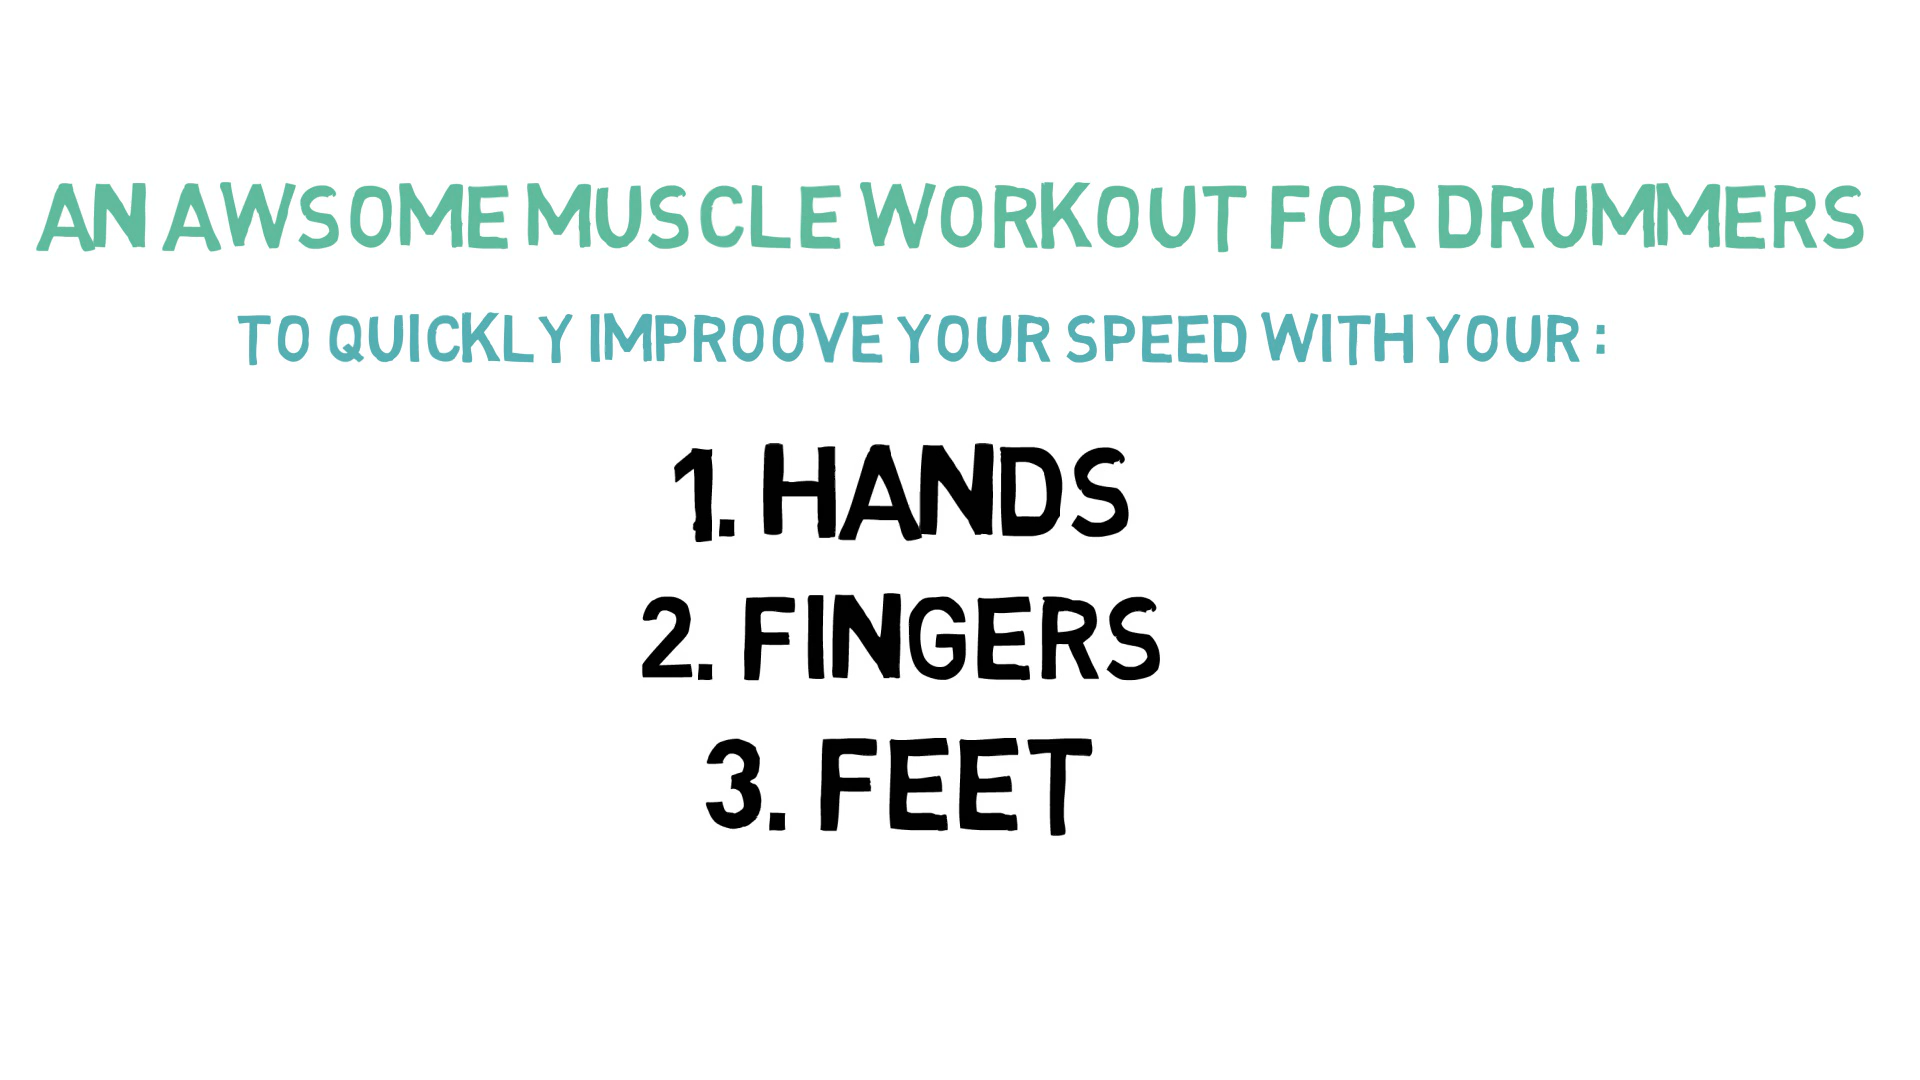 AN AWSOME MUSCLE WORKOUT FOR DRUMMERS
TO QUICKLY IMPROOVE YOUR SPEED WITH YOUR :
1. HANDS
2. FINGERS
3. FEET